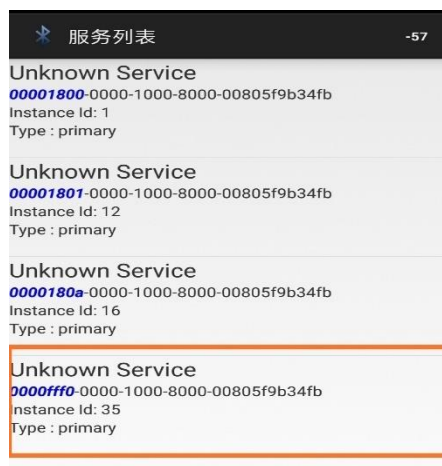 服务列表
-57
Unknown Service
00001800-0000-1000-8000-00805f9b34fb
Instance Id: 1
Type : primary
Unknown Service
00001801-0000-1000-8000-00805f9b34fb
Instance Id: 12
Type : primary
Unknown Service
0000180a-0000-1000-8000-00805f9b34fb
Instance Id: 16
Type : primary
Unknown Service
0000fff0-0000-1000-8000-00805f9b34fb
Instance Id: 35
Type : primary